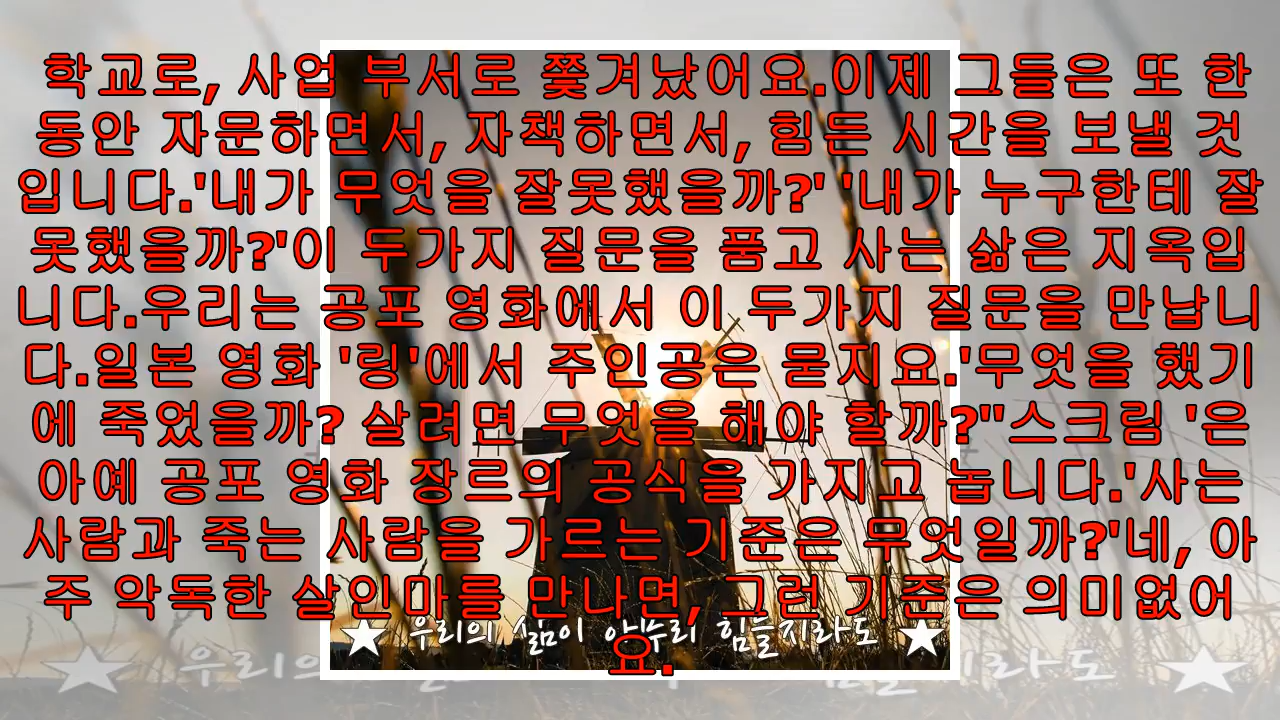 학교로, 사업 부서로 쫓겨났어요.이제 그들은 또 한
동안 자문하면서, 자책하면서, 힘든 시간을 보낼 것
입니다.'내가 무엇을 잘못했을까?' '내가 누구한테 잘
못했을까?'이 두가지 질문을 품고 사는 삶은 지옥입
니다.우리는 공포 영화에서 이 두가지 질문을 만납니
다.일본 영화 '링'에서 주인공은 묻지요.'무엇을 했기
에 죽었을까? 살려면 무엇을 해야 할까?''스크림 '은
아예 공포 영화 장르의 공식을 가지고 놉니다.'사는
사람과 죽는 사람을 가르는 기준은 무엇일까?'네, 아
주 악독한 살인마를 만나면, 그런 기준은 의미없어
요.
★ 우리의 삶이 아무리 힘들지라도 ★